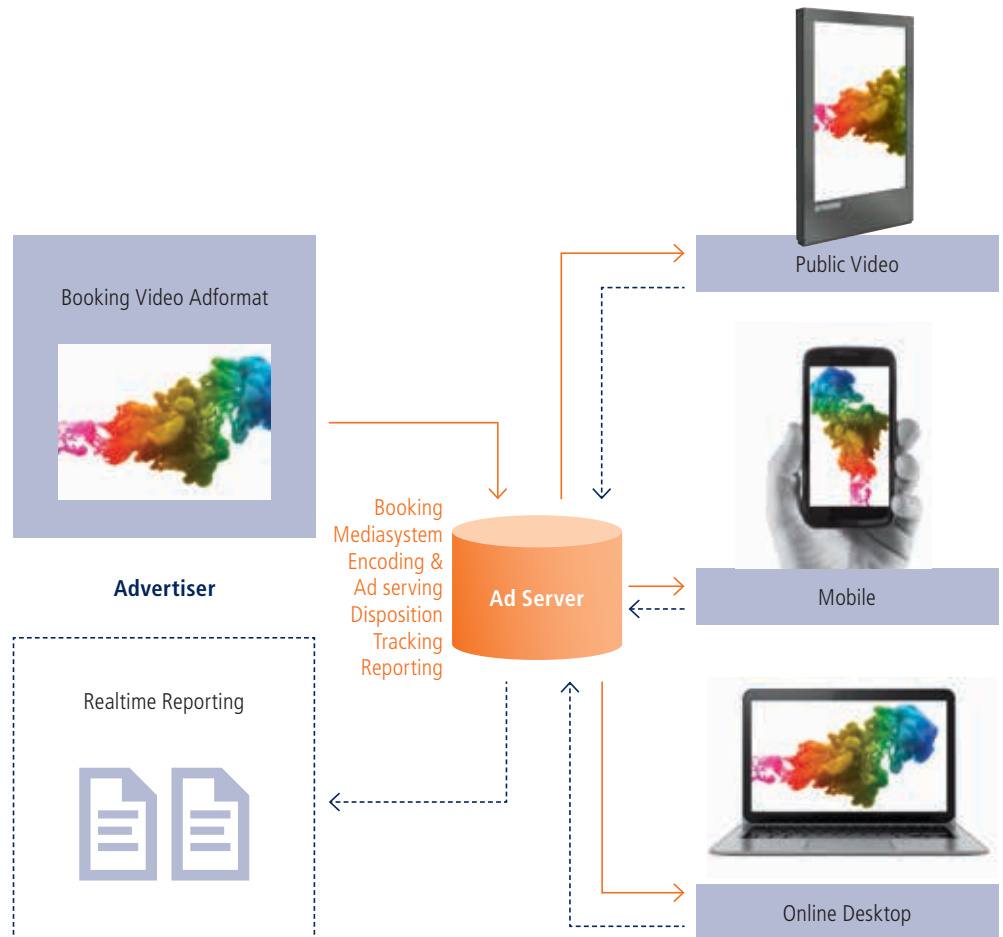 Public Video
Booking Video Adformat
Booking
Mediasystem
Encoding &
Ad serving
Disposition
Tracking
Reporting
Ad Server
Advertiser
Mobile
Realtime Reporting
Online Desktop